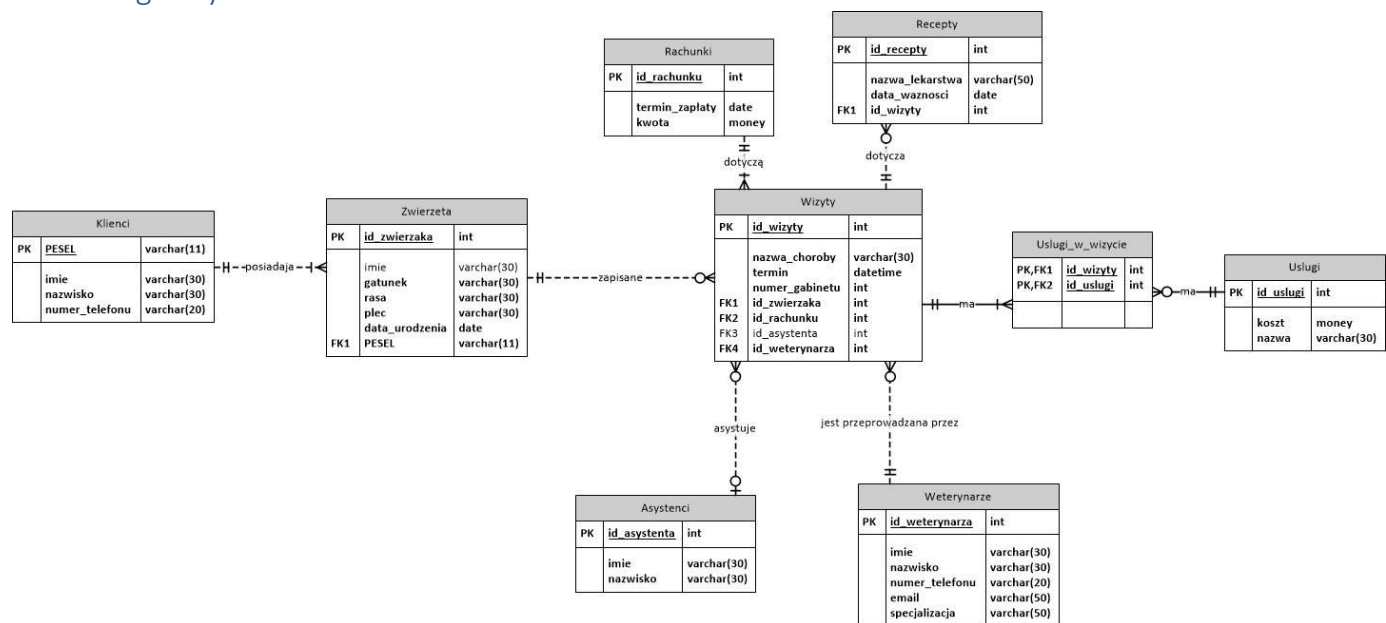 Recepty
PK id_recepty int
nazwa_lekarstwa varchar(50)
data_waznosci date
FK1 id_wizyty int
Rachunki
PK id_rachunku int
termin_zapłaty date
kwota money
dotyczą
dotycza
Klienci
PK PESEL varchar(11)
imie varchar(30)
nazwisko varchar(30)
numer_telefonu varchar(20)
posiadaja
Zwierzeta
PK id_zwierzaka int
imie varchar(30)
gatunek varchar(30)
rasa varchar(30)
plec varchar(30)
data_urodzenia date
FK1 PESEL varchar(11)
zapisane
Wizyty
PK id_wizyty int
nazwa_choroby varchar(30)
termin datetime
numer_gabinetu int
FK1 id_zwierzaka int
FK2 id_rachunku int
FK3 id_asystenta int
FK4 id_weterynarza int
ma
Uslugi_w_wizycie
PK,FK1 id_wizyty int
PK,FK2 id_uslugi int
ma
Uslugi
PK id_uslugi int
koszt money
nazwa varchar(30)
asystuje
jest przeprowadzana przez
Asystenci
PK id_asystenta int
imie varchar(30)
nazwisko varchar(30)
Weterynarze
PK id_weterynarza int
imie varchar(30)
nazwisko varchar(30)
numer_telefonu varchar(20)
email varchar(50)
specjalizacja varchar(50)